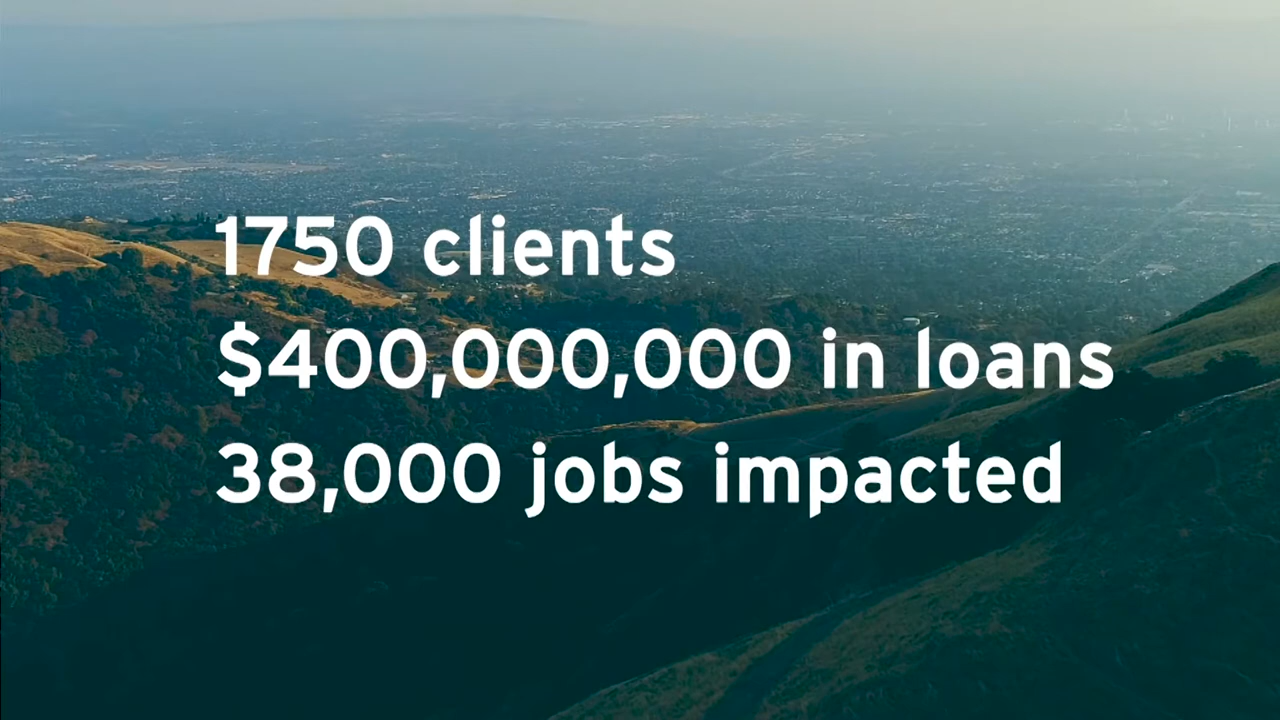 1750 clients
$400,000,000 in loans
38,000 jobs impacted